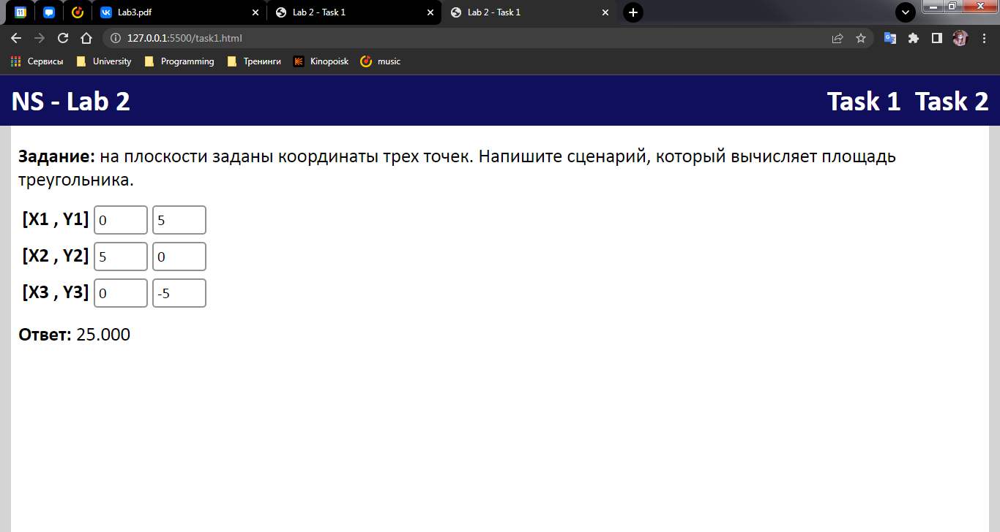 11
Lab3.pdf
Lab 2 - Task 1
Lab 2 - Task 1
127.0.0.1:5500/task1.html
Сервисы University Programming Тренинги Kinopoisk music
NS - Lab 2
Task 1 Task 2
Задание: на плоскости заданы координаты трех точек. Напишите сценарий, который вычисляет площадь
треугольника.
[X1 , Y1] 0 5
[X2 , Y2] 5 0
[X3 , Y3] 0 -5
Ответ: 25.000